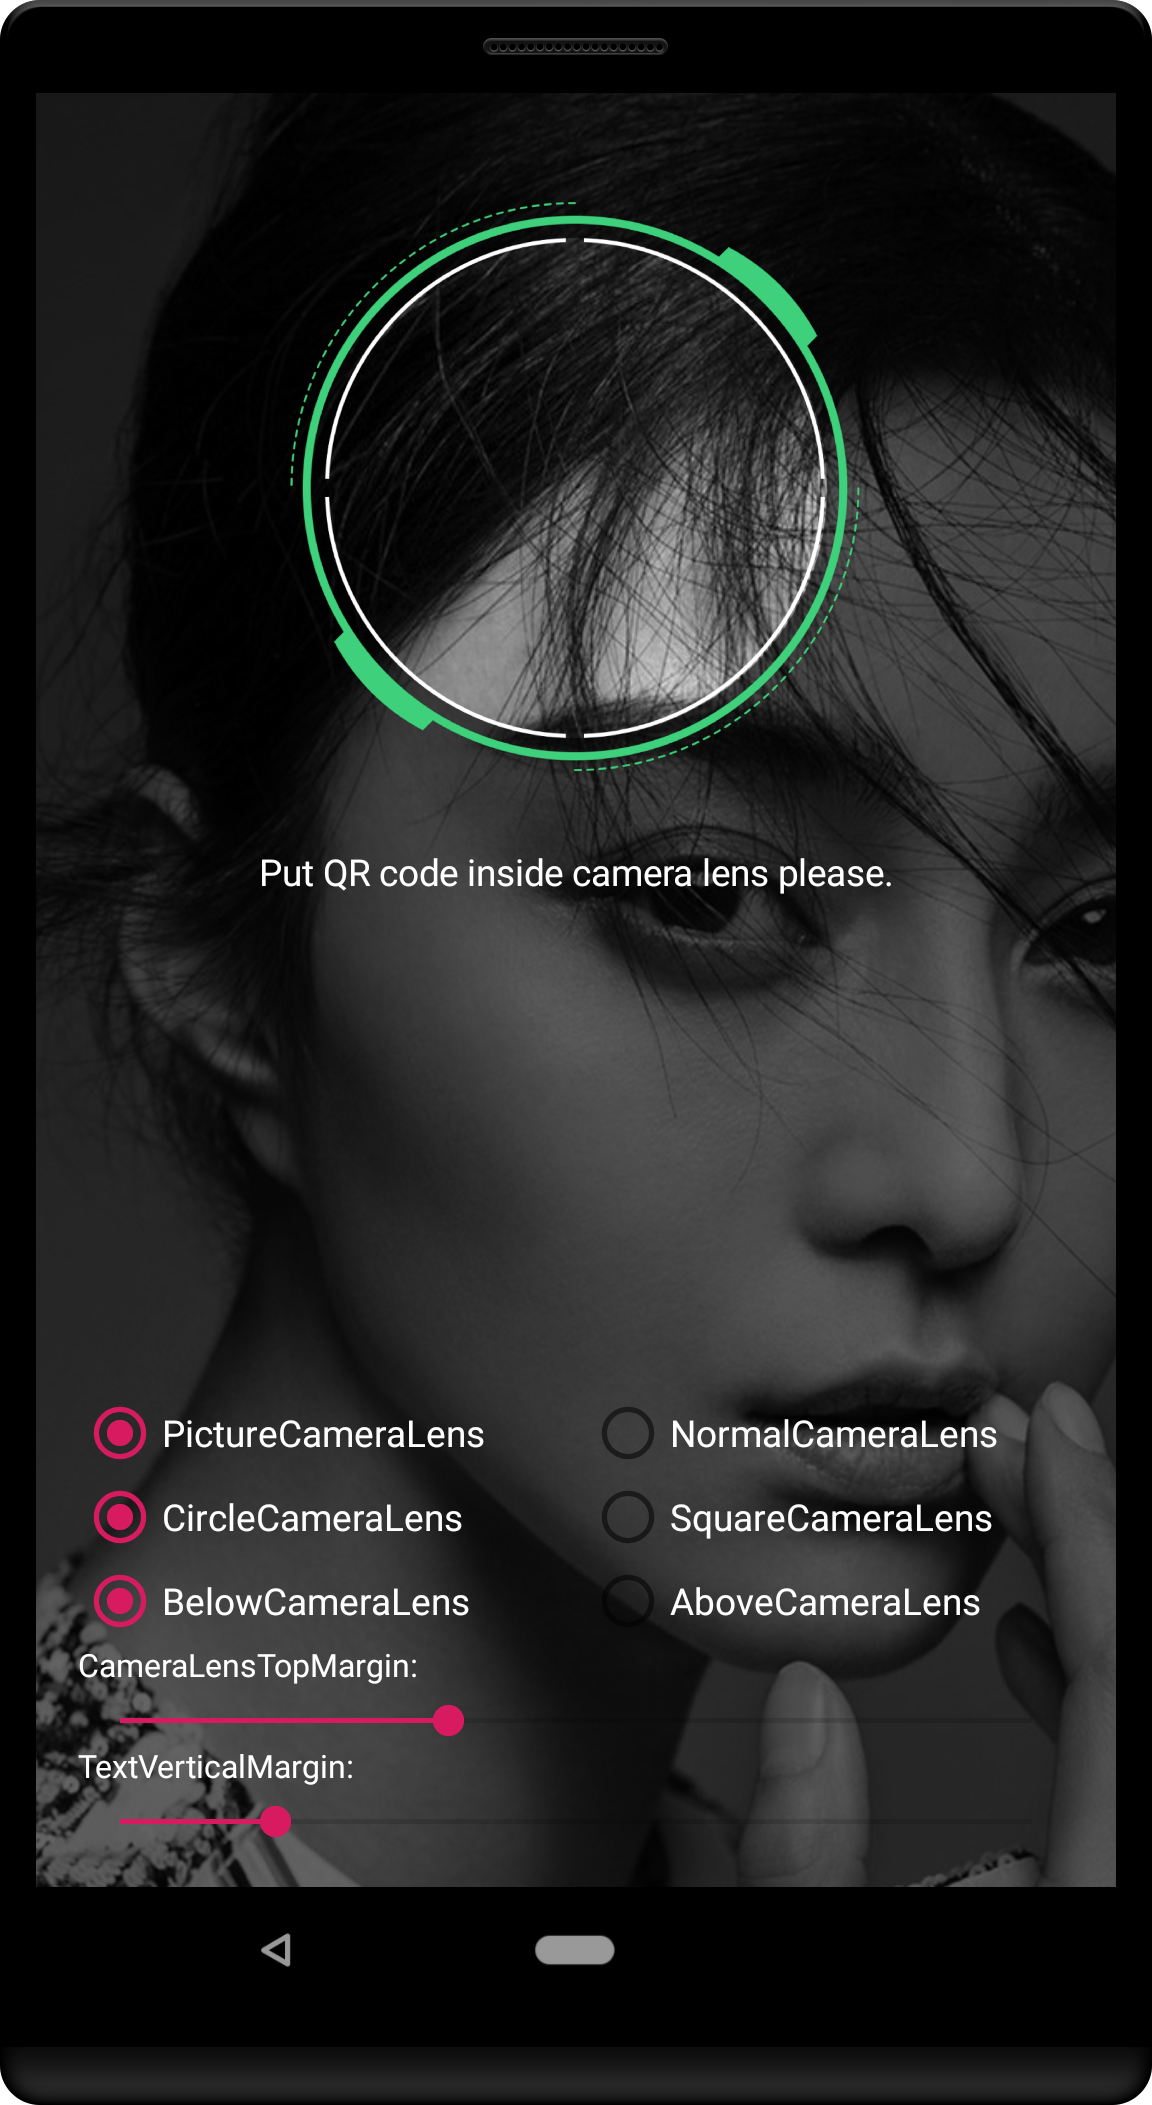 Put QR code inside camera lens please.
PictureCameraLens NormalCameraLens
CircleCameraLens SquareCameraLens
BelowCameraLens AboveCameraLens
CameraLensTopMargin:
TextVerticalMargin: